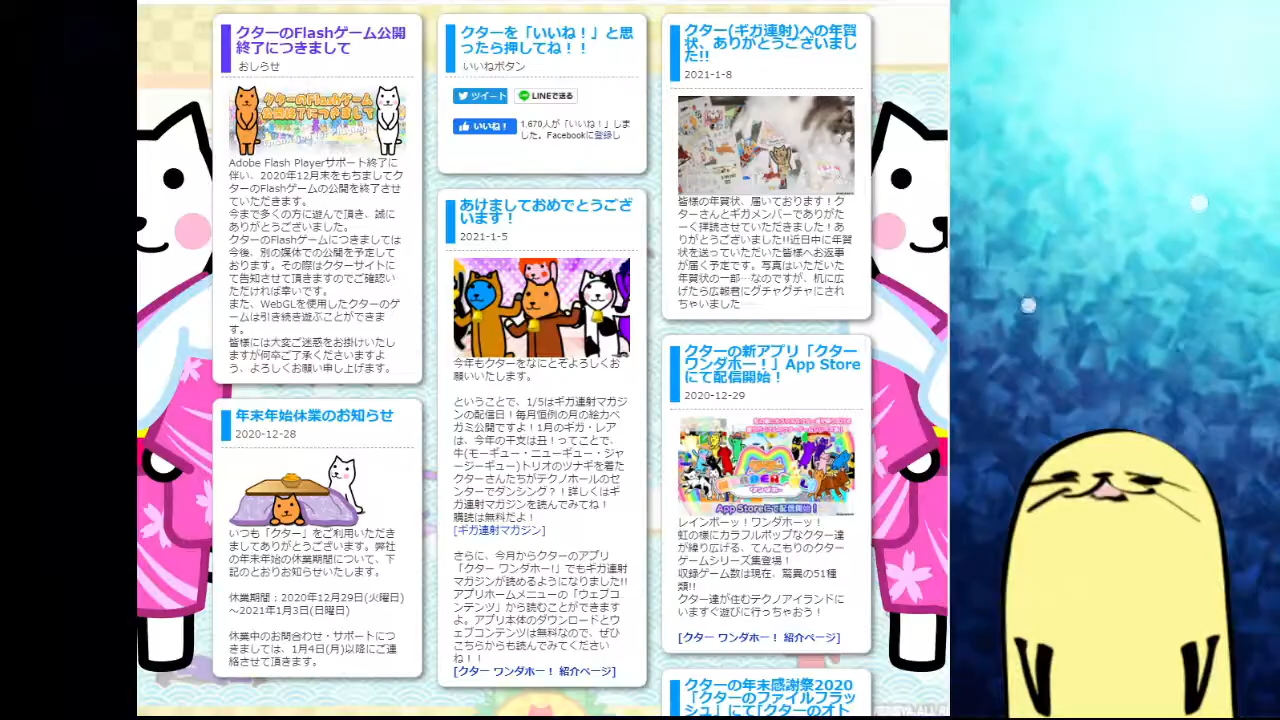 クターのFlashゲーム公開
終了につきまして
おしらせ
クターのFlashゲーム
公開終了につきまして
Adobe Flash Playerサポート終了に
伴い、2020年12月末をもちましてク
ターのFlashゲームの公開を終了させ
ていただきます。
今まで多くの方に遊んで頂き、誠に
ありがとうございました。
クターのFlashゲームにつきましては
今後、別の媒体での公開を予定して
おります。その際はクターサイトに
て告知させて頂きますのでご確認い
ただければ幸いです。
また、WebGLを使用したクターのゲ
ームは引き続き遊ぶことができま
す。
皆様には大変ご迷惑をお掛けいたし
ますが何卒ご了承くださいますよ
う、よろしくお願い申し上げます。
年末年始休業のお知らせ
2020-12-28
いつも「クター」をご利用いただき
ましてありがとうございます。弊社
の年末年始の休業期間について、下
記のとおりお知らせいたします。
休業期間：2020年12月29日(火曜日)
～2021年1月3日(日曜日)
休業中のお問合わせ・サポートにつ
きましては、1月4日(月)以降にご連
絡させて頂きます。
クターを「いいね！」と思
ったら押してね！！
いいねボタン
ツイート
LINEで送る
いいね！
1,670人が「いいね！」しま
した。Facebookに登録し
あけましておめでとうござ
います！
2021-1-5
今年もクターをなにとぞよろしくお
願いいたします。
ということで、1/5はギガ連射マガジ
ンの配信日！毎月恒例の月の絵カベ
ガミ公開です！1月のギガ・レア
は、今年の干支は丑！ってことで、
牛(モーギュー・ニューギュー・ジャ
ージーギュー)トリオのツナギを着た
クターさんたちがテクノポールのセ
ンターでダンシング？！詳しくはギ
ガ連射マガジンを読んでみてね！
購読は無料だよ！
[ギガ連射マガジン]
さらに、今月からクターのアプリ
「クター ワンダホー！」でもギガ連射
マガジンが読めるようになりました!!
アプリホームメニューの「ウェブコ
ンテンツ」から読むことができます
よ。アプリ本体のダウンロードとウ
ェブコンテンツは無料なので、ぜひ
こちらからも読んでみてください
ね！！
[クター ワンダホー！ 紹介ページ]
クター(ギガ連射)への年賀
状、ありがとうございまし
た!!
2021-1-8
皆様の年賀状、届いております！ク
ターさんとギガメンバーでありがた
ーく拝読させていただきました！あ
りがとうございました!!近日中に年賀
状を送っていただいた皆様へお返事
が届く予定です。写真はいただいた
年賀状の一部…なのですが、机に広
げたら広報君にグチャグチャにされ
ちゃいました
クターの新アプリ「クター
ワンダホー！」App Store
にて配信開始！
2020-12-29
App Storeにて配信開始！
レインボーッ！ワンダホーッ！
虹の様にカラフルポップなクター達
が繰り広げる、てんこもりのクター
ゲームシリーズ集登場！
収録ゲーム数は現在、驚異の51種
類!!
クター達が住むテクノアイランドに
いますぐ遊びに行っちゃおう！
[クター ワンダホー！ 紹介ページ]
クターの年末感謝祭2020
「クターのファイルフラッ
シュ」にて「クターのオト